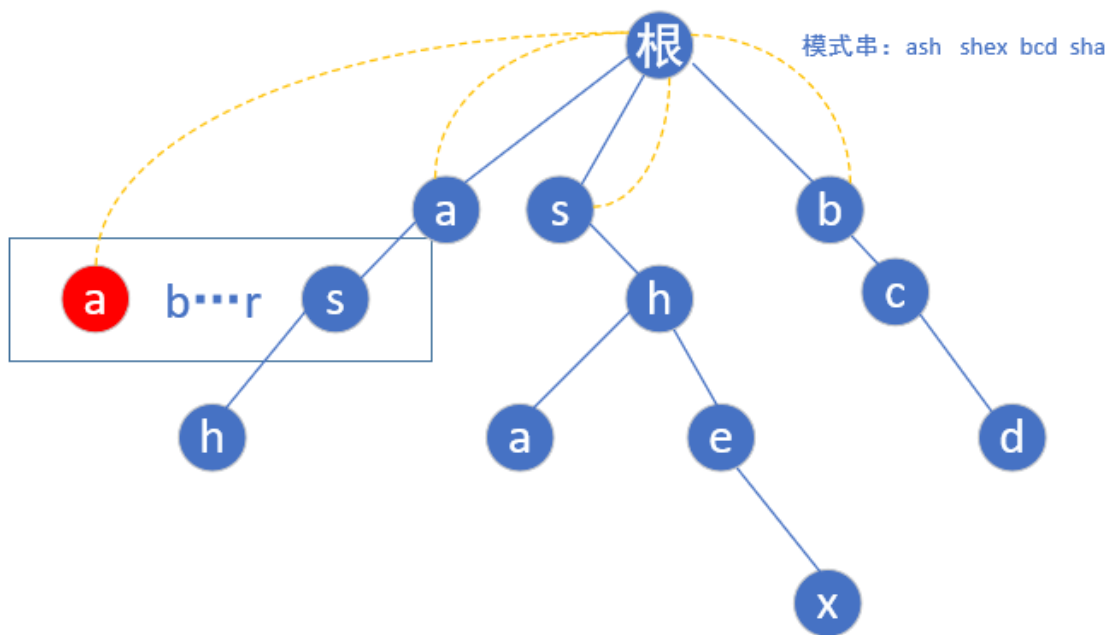 根
模式串：ash shex bcd sha
a s b
a b···r s h c
h a e d
x